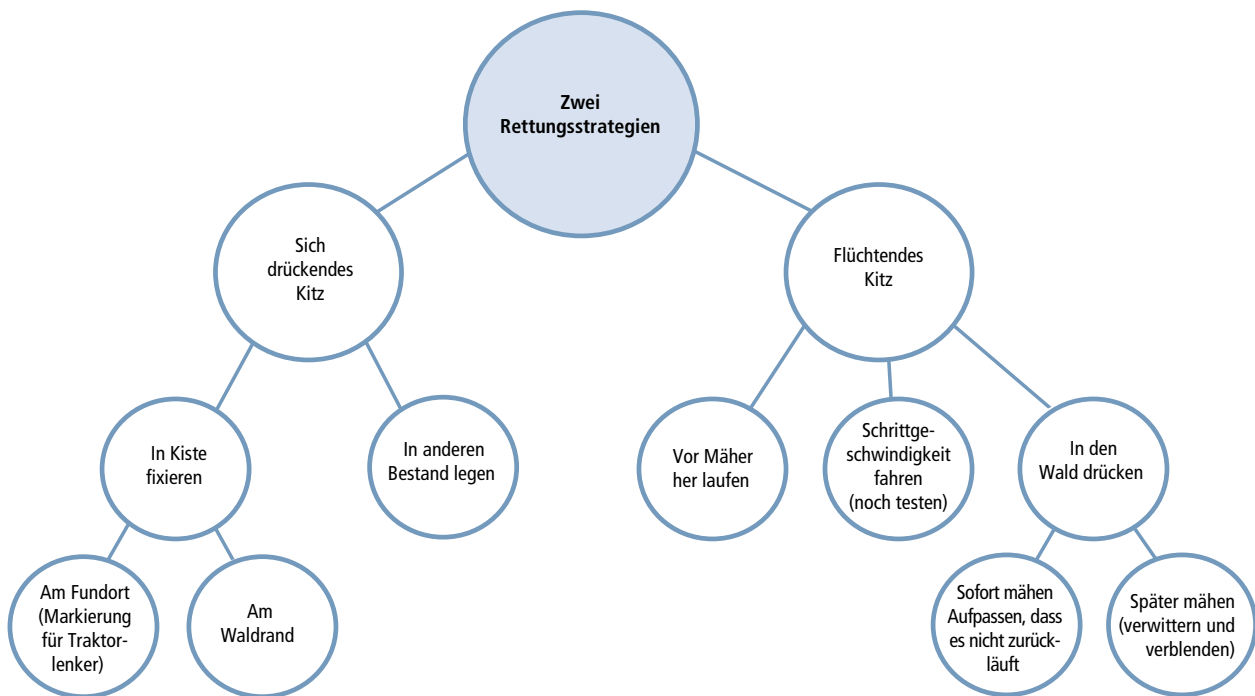 Zwei
Rettungsstrategien
Sich
drückendes
Kitz
Flüchtendes
Kitz
In Kiste
fixieren
In anderen
Bestand legen
Vor Mäher
her laufen
Schrittge-
schwindigkeit
fahren
(noch testen)
In den
Wald drücken
Am Fundort
(Markierung
für Traktor-
lenker)
Am
Waldrand
Sofort mähen
Aufpassen, dass
es nicht zurück-
läuft
Später mähen
(verwittern und
verblenden)